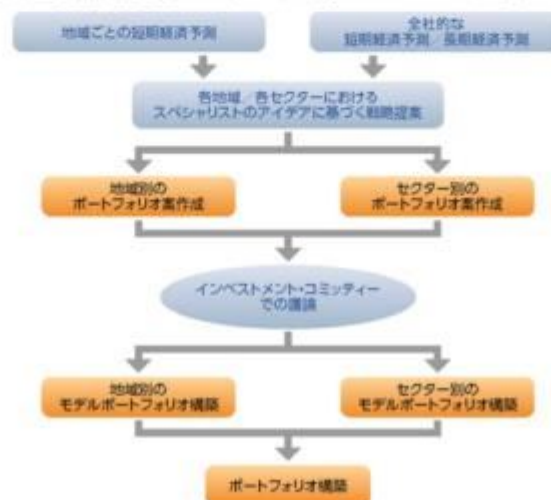 地域ごとの短期経済予測
全社的な
短期経済予測／長期経済予測
各地域／各セクターにおける
スペシャリストのアイデアに基づく戦略提案
地域別の
ポートフォリオ案作成
セクター別の
ポートフォリオ案作成
インベストメント・コミッティー
での議論
地域別の
モデルポートフォリオ構築
セクター別の
モデルポートフォリオ構築
ポートフォリオ構築